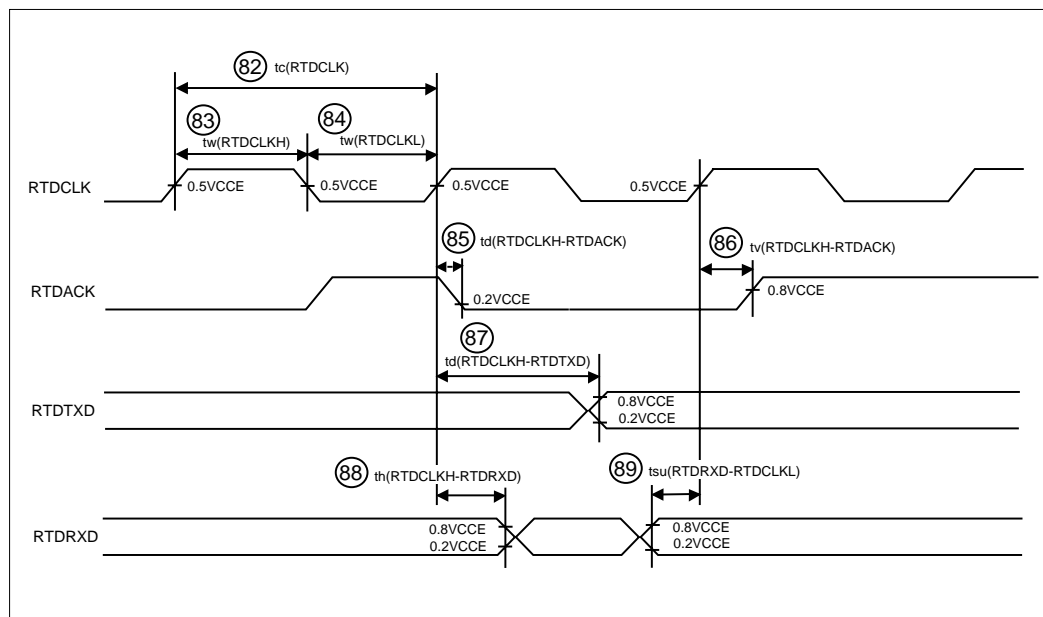 82 tc(RTDCLK)
83 84
tw(RTDCLKH) tw(RTDCLKL)
RTDCLK 0.5VCCE 0.5VCCE 0.5VCCE 0.5VCCE
85 td(RTDCLKH-RTDACK) 86 tv(RTDCLKH-RTDACK)
RTDACK 0.2VCCE 0.8VCCE
87
td(RTDCLKH-RTDTXD)
RTDTXD 0.8VCCE
0.2VCCE
88 th(RTDCLKH-RTDRXD) 89 tsu(RTDRXD-RTDCLKL)
RTDRXD 0.8VCCE 0.8VCCE
0.2VCCE 0.2VCCE